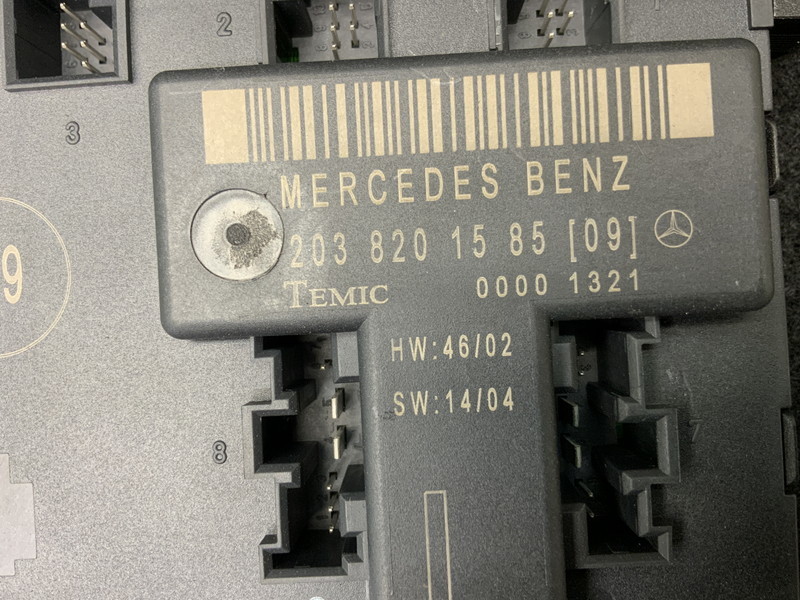 2
3
MERCEDES BENZ
203 820 15 85 [09]
9
TEMIC 0000 1321
HW:46/02
SW:14/04
8
7